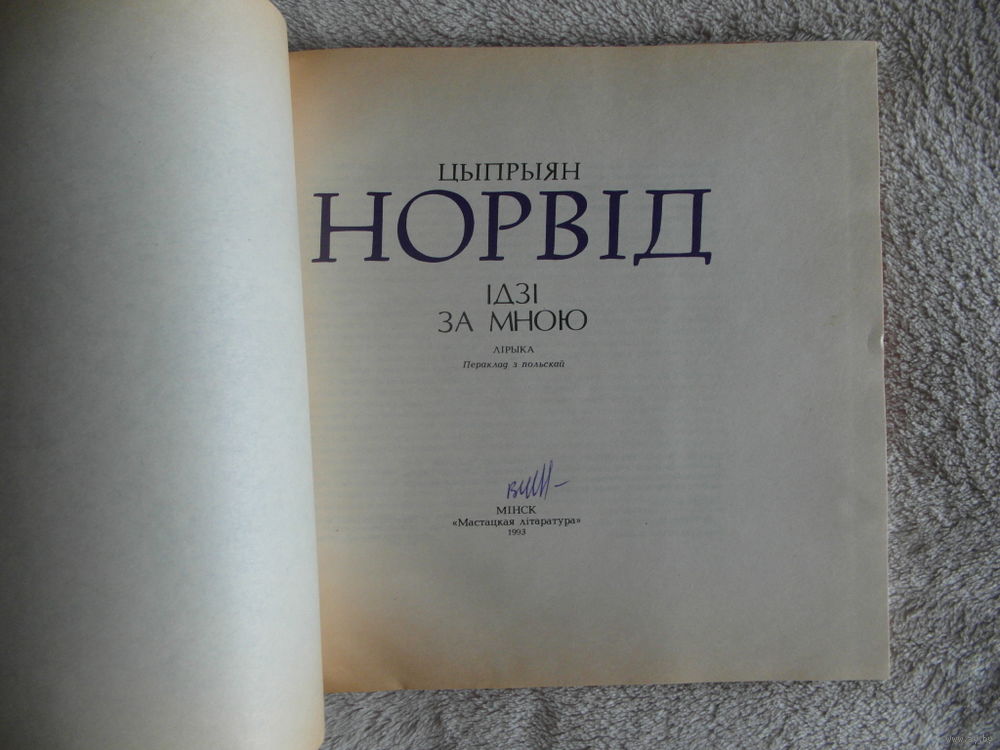 ЦЫПРЫЯН
НОРВІД
ІДЗІ
ЗА МНОЮ
ЛІРЫКА
Пераклад з польскай
МІНСК
«Мастацкая літаратура»
1993